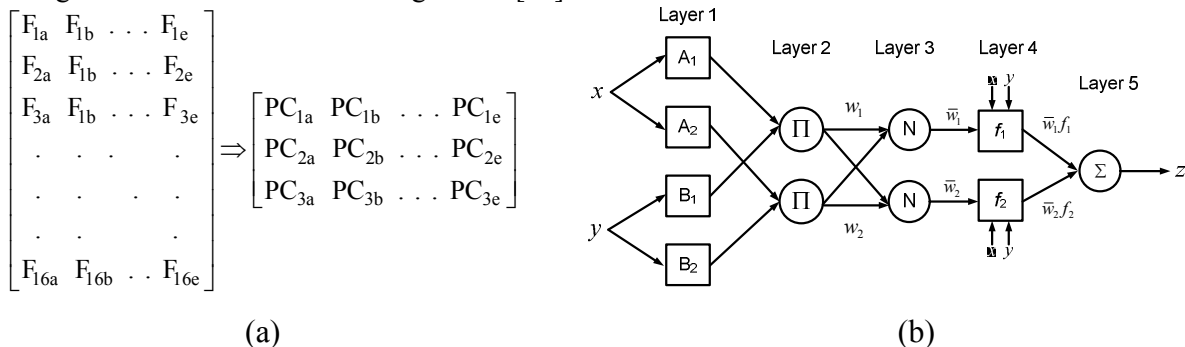 F1a F1b . . . F1e
F2a F1b . . . F2e
F3a F1b . . . F3e
. . . .
. . . .
. . .
F16a F16b . . F16e
⇒
PC1a PC1b . . . PC1e
PC2a PC2b . . . PC2e
PC3a PC3b . . . PC3e
(a)
Layer 1
Layer 2
Layer 3
Layer 4
Layer 5
x
y
A1
A2
B1
B2
Π
Π
w1
w2
N
N
w̅1
w̅2
x y
f1
f2
x y
w̅1f1
w̅2f2
Σ
z
(b)